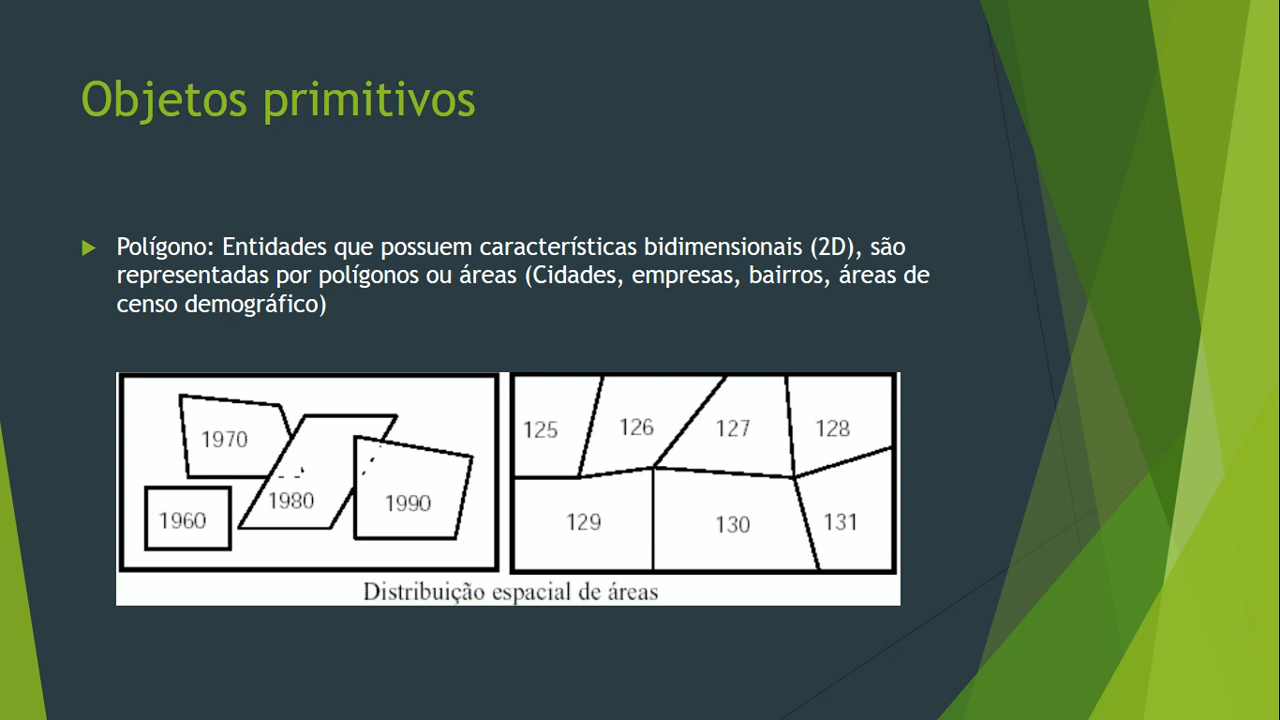 Objetos primitivos
Polígono: Entidades que possuem características bidimensionais (2D), são
representadas por polígonos ou áreas (Cidades, empresas, bairros, áreas de
censo demográfico)
1970
1980
1990
1960
125
126
127
128
129
130
131
Distribuição espacial de áreas